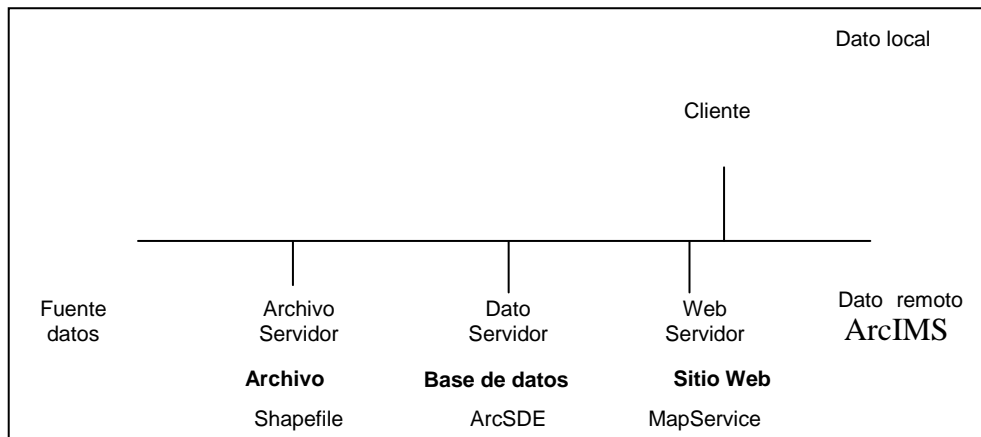 Dato local
Cliente
Fuente datos
Archivo Servidor
Dato Servidor
Web Servidor
Dato remoto
ArcIMS
Archivo
Base de datos
Sitio Web
Shapefile
ArcSDE
MapService